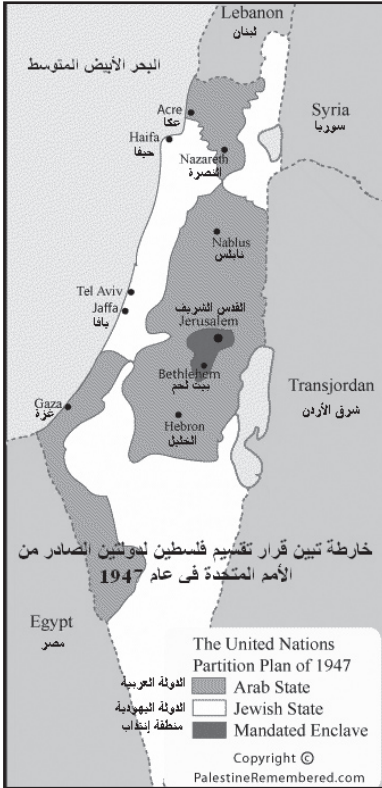 Lebanon
لبنان
البحر الأبيض المتوسط
Acre
عكا
Syria
سوريا
Haifa
حيفا
Nazareth
الناصرة
Nablus
نابلس
Tel Aviv
Jaffa
يافا
القدس الشريف
Jerusalem
Bethlehem
بيت لحم
Transjordan
شرق الأردن
Gaza
غزة
Hebron
الخليل
خارطة تبين قرار تقسيم فلسطين لدولتين الصادر من
الأمم المتحدة فى عام 1947
Egypt
مصر
The United Nations
Partition Plan of 1947
الدولة العربية Arab State
الدولة اليهودية Jewish State
منطقة إنتداب Mandated Enclave
Copyright ©
PalestineRemembered.com